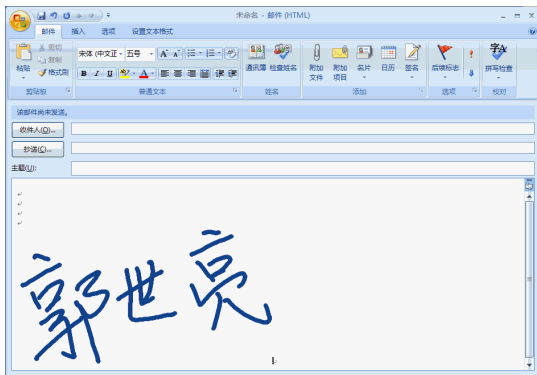 未命名 - 邮件 (HTML)
邮件 插入 选项 设置文本格式
粘贴 剪切 复制 格式刷
宋体 (中文正 五号
B I U
通讯簿 检查姓名
附加文件 附加项目 名片 日历 签名
后续标志
拼写检查
剪贴板 普通文本 姓名 添加 选项 校对
该邮件尚未发送。
收件人(O)...
抄送(C)...
主题(U):
郭世亮